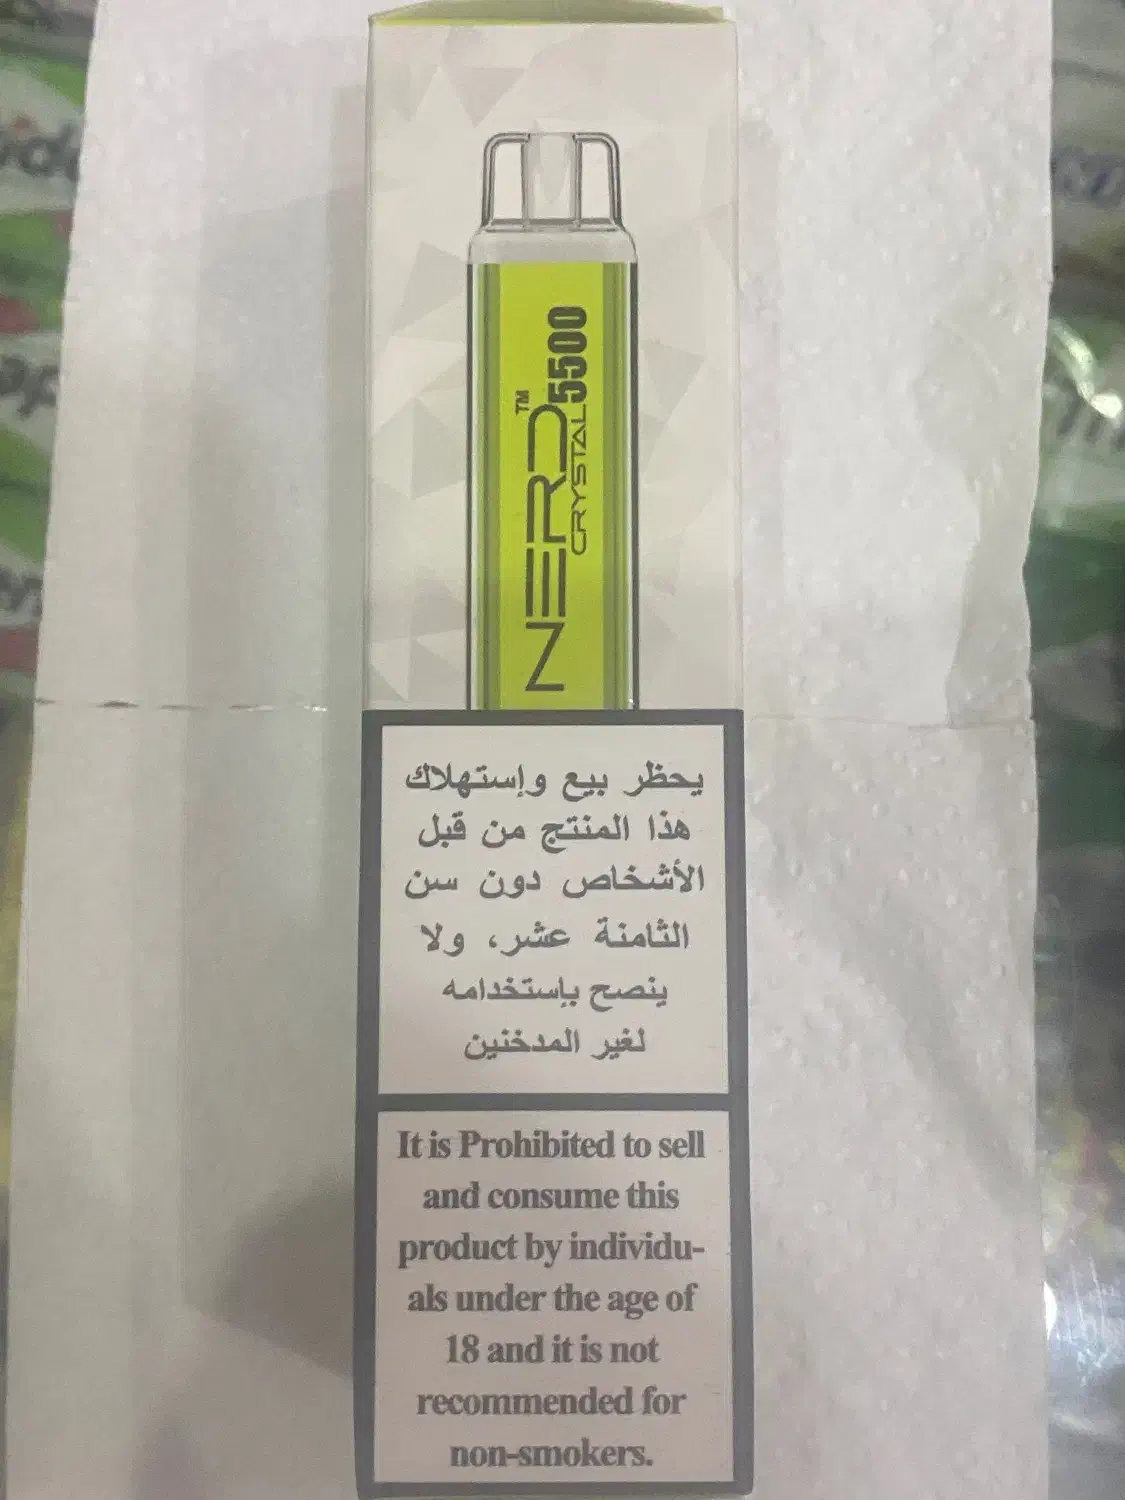 NERD™
CRYSTAL 5500
يحظر بيع وإستهلاك
هذا المنتج من قبل
الأشخاص دون سن
الثامنة عشر، ولا
ينصح بإستخدامه
لغير المدخنين
It is Prohibited to sell
and consume this
product by individu-
als under the age of
18 and it is not
recommended for
non-smokers.